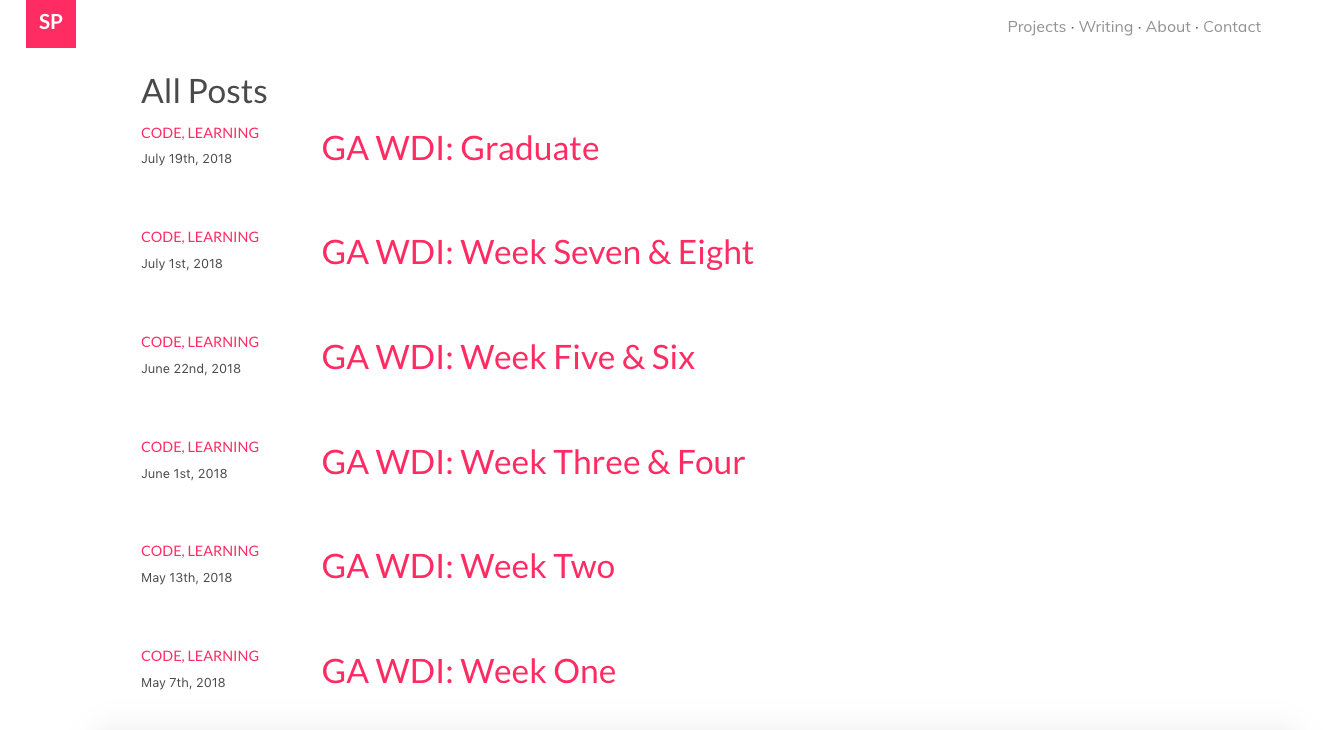 SP
Projects · Writing · About · Contact
All Posts
CODE, LEARNING
July 19th, 2018
GA WDI: Graduate
CODE, LEARNING
July 1st, 2018
GA WDI: Week Seven & Eight
CODE, LEARNING
June 22nd, 2018
GA WDI: Week Five & Six
CODE, LEARNING
June 1st, 2018
GA WDI: Week Three & Four
CODE, LEARNING
May 13th, 2018
GA WDI: Week Two
CODE, LEARNING
May 7th, 2018
GA WDI: Week One